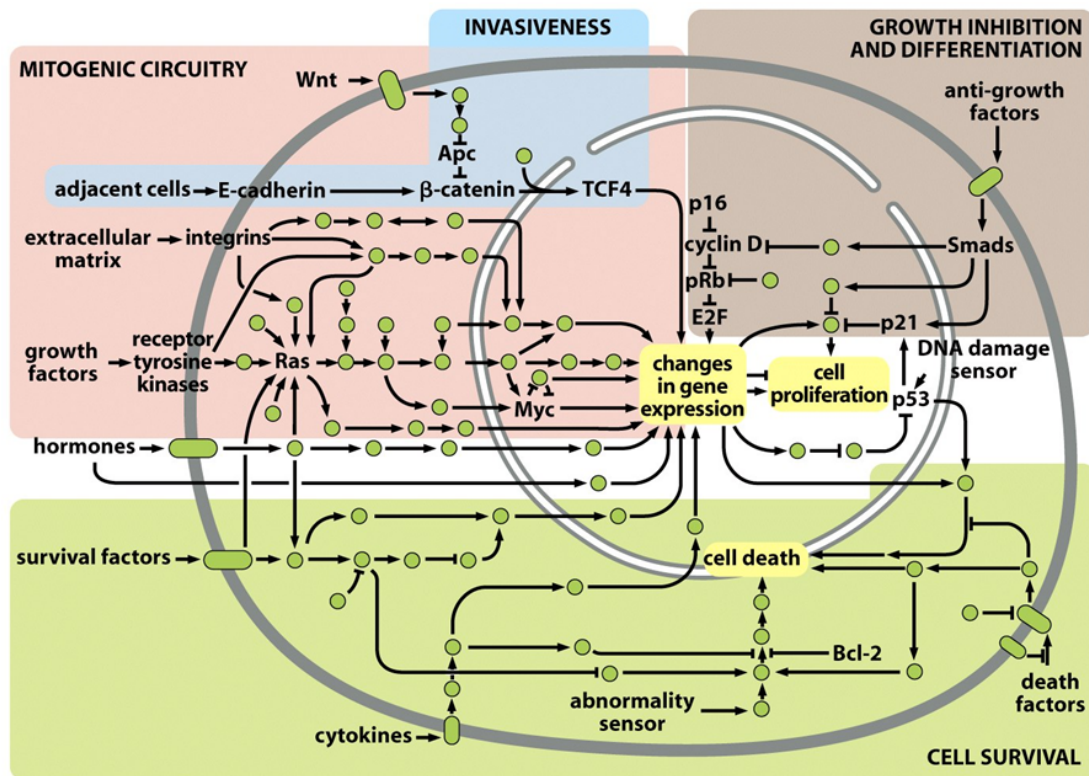 INVASIVENESS
GROWTH INHIBITION
AND DIFFERENTIATION
MITOGENIC CIRCUITRY
Wnt
anti-growth
factors
Apc
adjacent cells
E-cadherin
β-catenin
TCF4
p16
extracellular
matrix
integrins
cyclin D
Smads
pRb
E2F
p21
growth
factors
receptor
tyrosine
kinases
Ras
changes
in gene
expression
cell
proliferation
DNA damage
sensor
p53
Myc
hormones
survival factors
cell death
Bcl-2
abnormality
sensor
death
factors
cytokines
CELL SURVIVAL